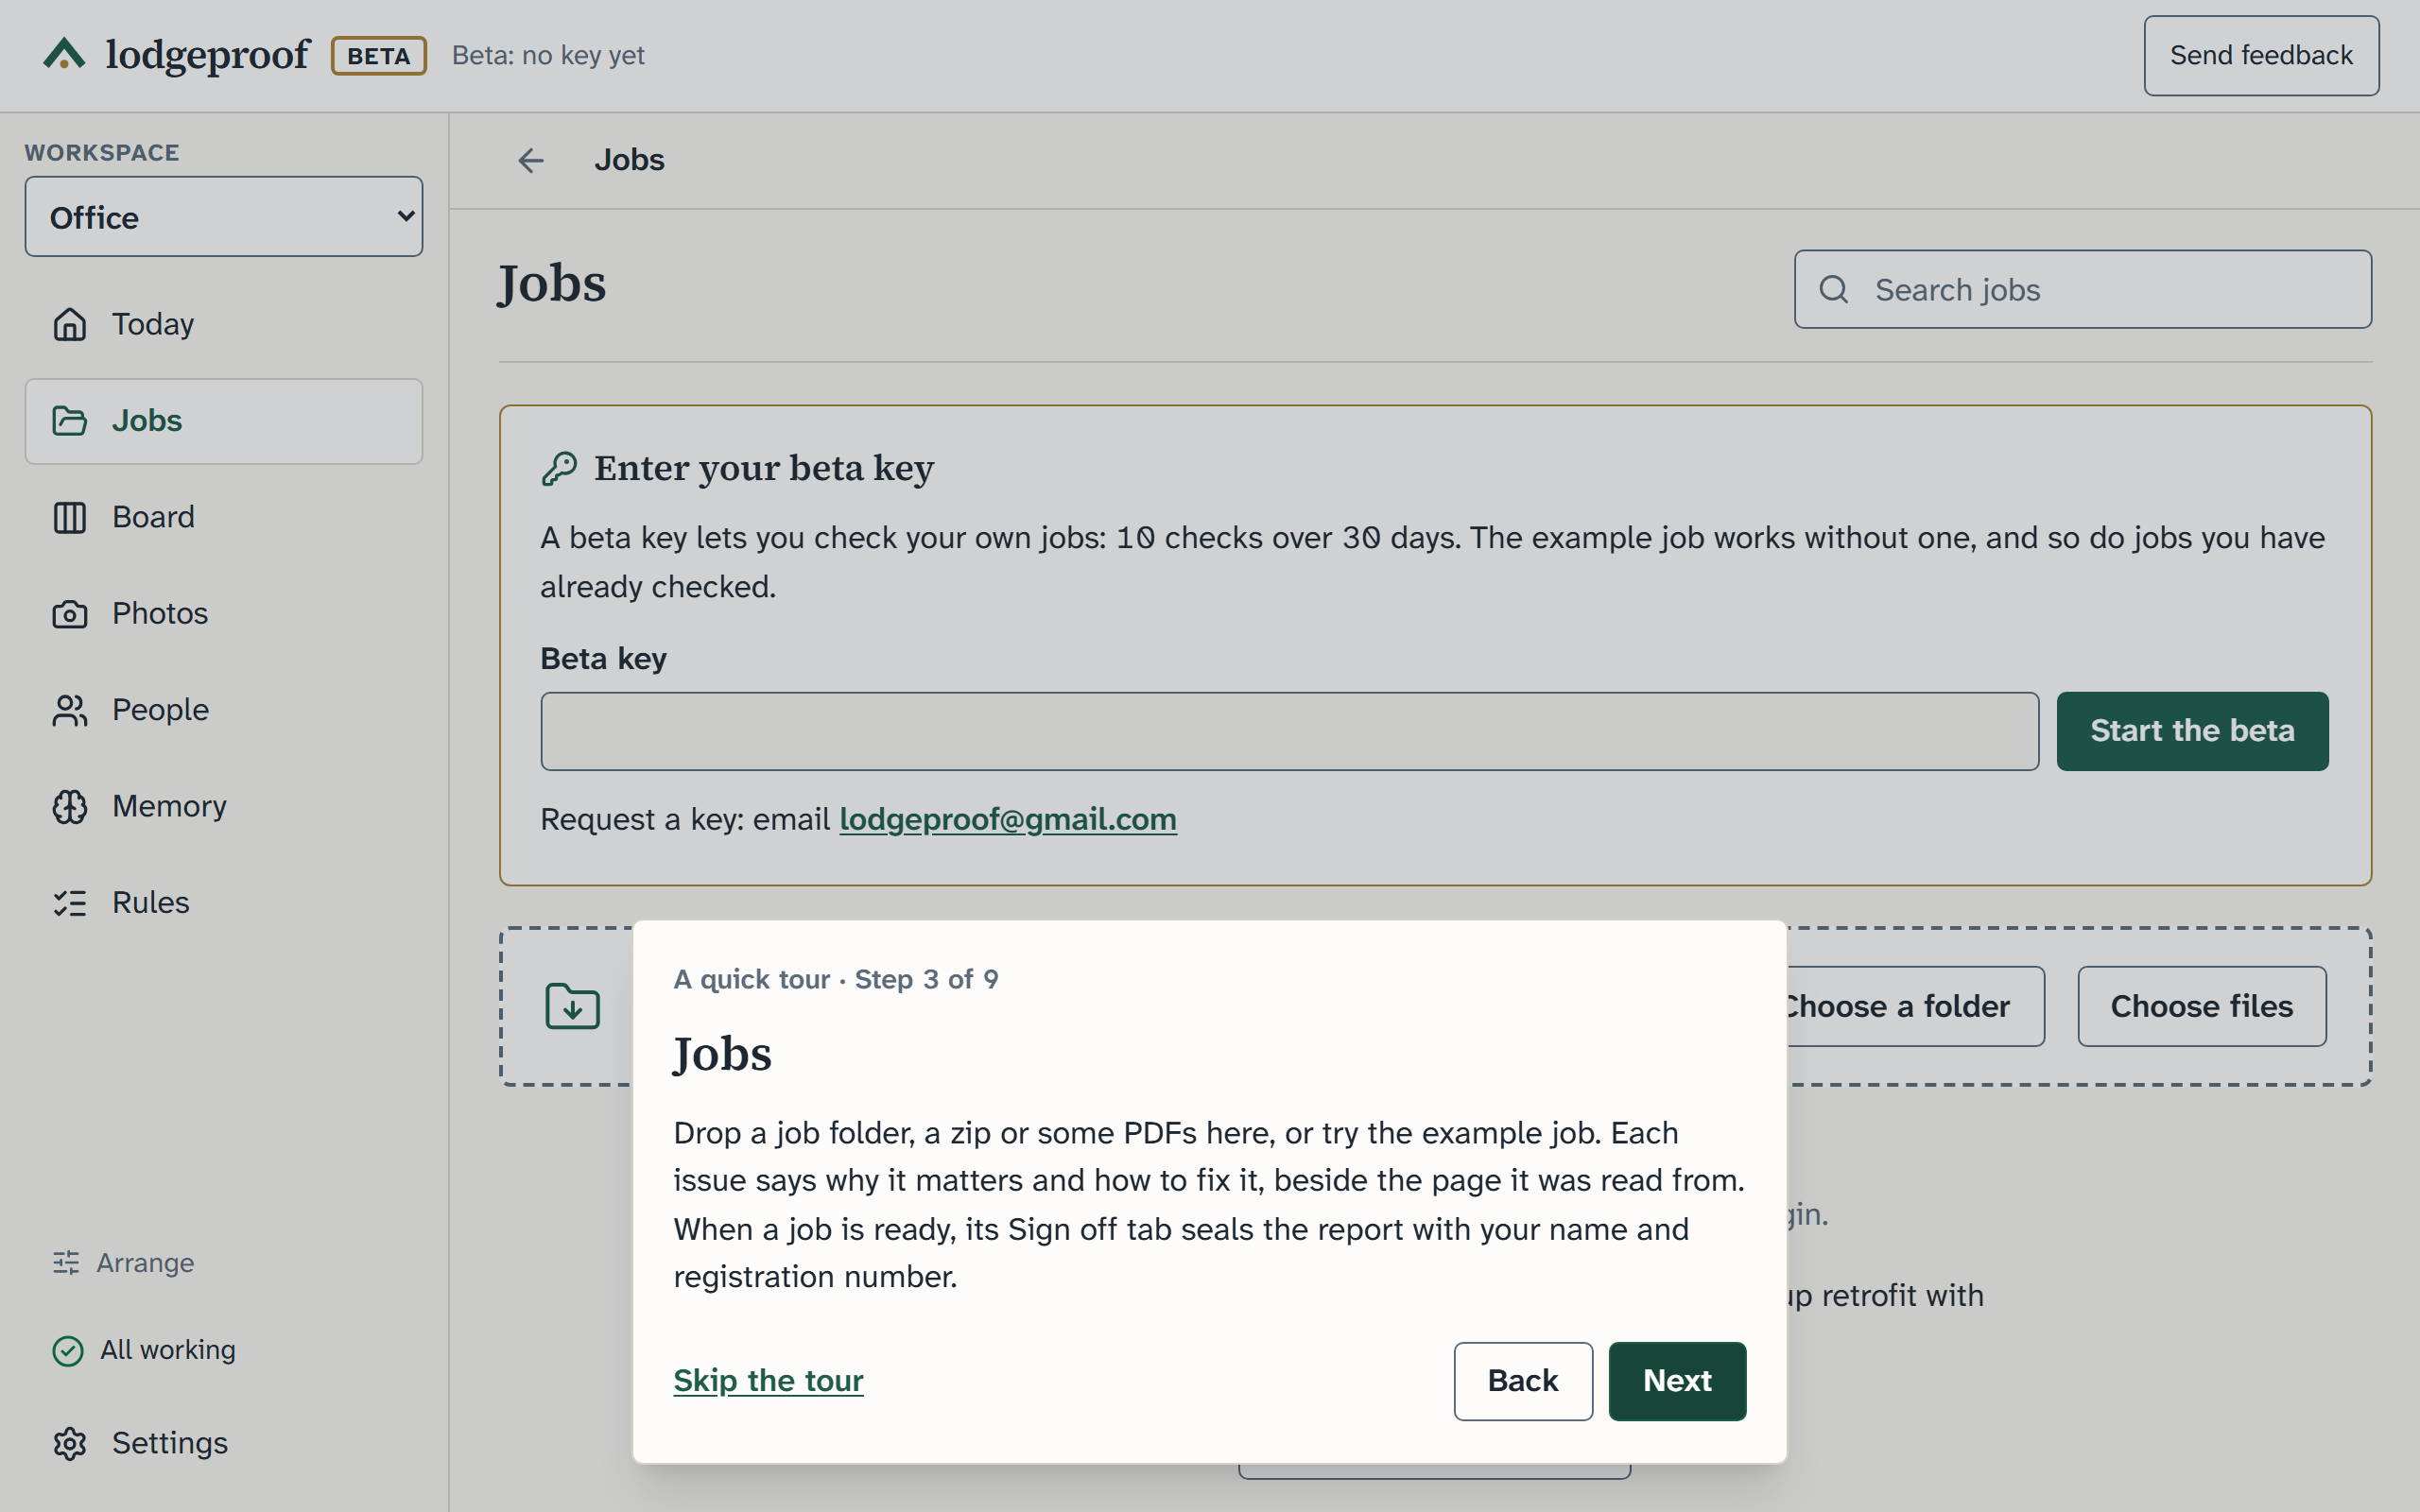 lodgeproof BETA Beta: no key yet
Send feedback
WORKSPACE
Office
Today
Jobs
Board
Photos
People
Memory
Rules
Arrange
All working
Settings
Jobs
Jobs
Search jobs
Enter your beta key
A beta key lets you check your own jobs: 10 checks over 30 days. The example job works without one, and so do jobs you have
already checked.
Beta key
Start the beta
Request a key: email lodgeproof@gmail.com
Choose a folder
Choose files
retrofit with
A quick tour · Step 3 of 9
Jobs
Drop a job folder, a zip or some PDFs here, or try the example job. Each
issue says why it matters and how to fix it, beside the page it was read from.
When a job is ready, its Sign off tab seals the report with your name and
registration number.
Skip the tour
Back
Next